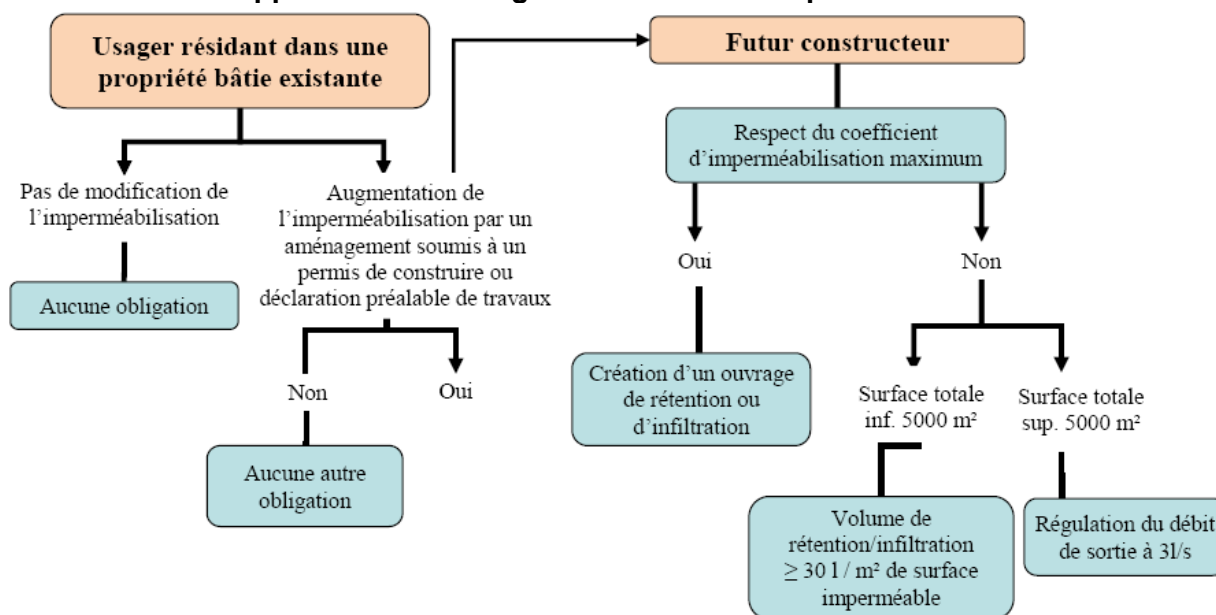 Usager résidant dans une
propriété bâtie existante
Futur constructeur
Pas de modification de
l'imperméabilisation
Aucune obligation
Augmentation de
l'imperméabilisation par un
aménagement soumis à un
permis de construire ou
déclaration préalable de travaux
Non
Oui
Aucune autre
obligation
Respect du coefficient
d'imperméabilisation maximum
Oui
Non
Création d'un ouvrage
de rétention ou
d'infiltration
Surface totale
inf. 5000 m²
Surface totale
sup. 5000 m²
Volume de
rétention/infiltration
≥ 30 l / m² de surface
imperméable
Régulation du débit
de sortie à 3l/s